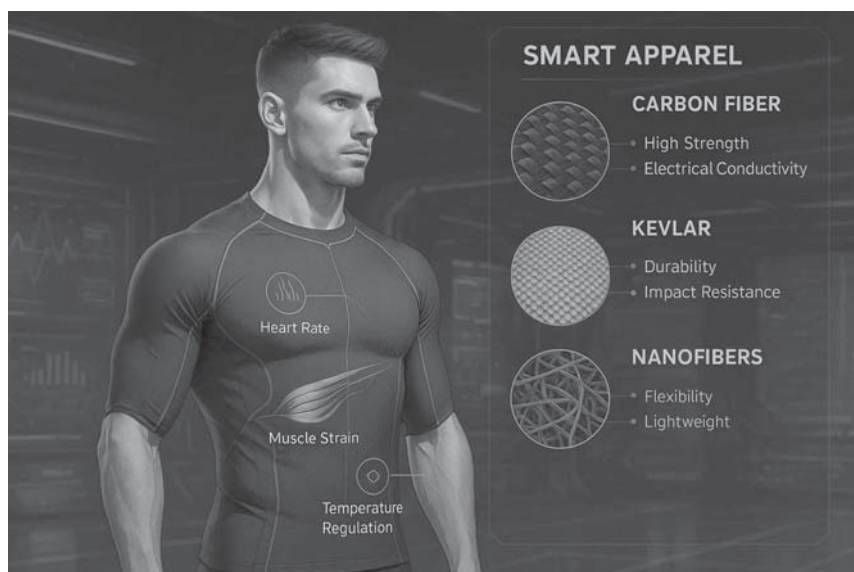 SMART APPAREL
CARBON FIBER
High Strength
Electrical Conductivity
KEVLAR
Durability
Impact Resistance
NANOFIBERS
Flexibility
Lightweight
Heart Rate
Muscle Strain
Temperature
Regulation